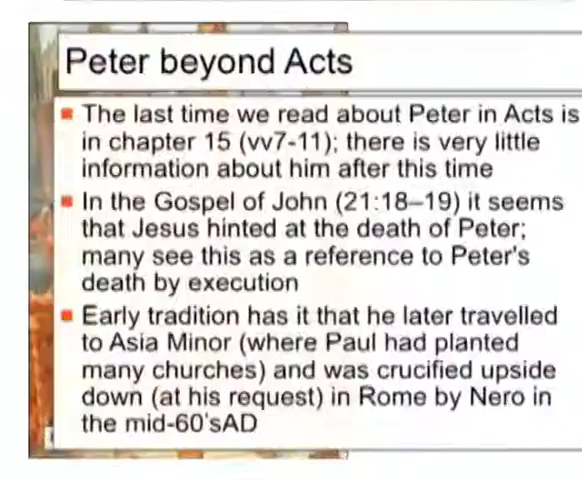 Peter beyond Acts
The last time we read about Peter in Acts is
in chapter 15 (vv7-11); there is very little
information about him after this time
In the Gospel of John (21:18–19) it seems
that Jesus hinted at the death of Peter;
many see this as a reference to Peter's
death by execution
Early tradition has it that he later travelled
to Asia Minor (where Paul had planted
many churches) and was crucified upside
down (at his request) in Rome by Nero in
the mid-60'sAD